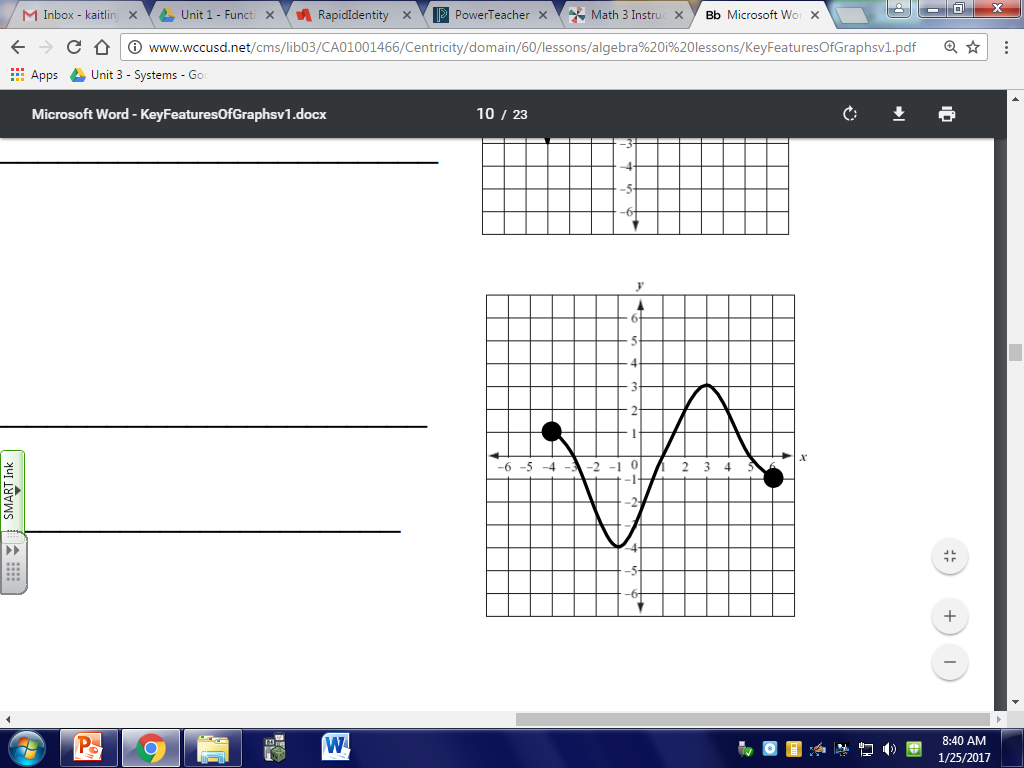 Inbox - kaitlinj
Unit 1 - Functi
RapidIdentity
PowerTeacher
Math 3 Instruc
Bb Microsoft Wor
www.wccusd.net/cms/lib03/CA01001466/Centricity/domain/60/lessons/algebra%20i%20lessons/KeyFeaturesOfGraphsv1.pdf
Apps Unit 3 - Systems - Goo
Microsoft Word - KeyFeaturesOfGraphsv1.docx 10 / 23
-3
-4
-5
-6
y
6
5
4
3
2
1
-6 -5 -4 -3 -2 -1 0 1 2 3 4 5 6 x
-1
-2
-3
-4
-5
-6
SMART Ink
8:40 AM
1/25/2017